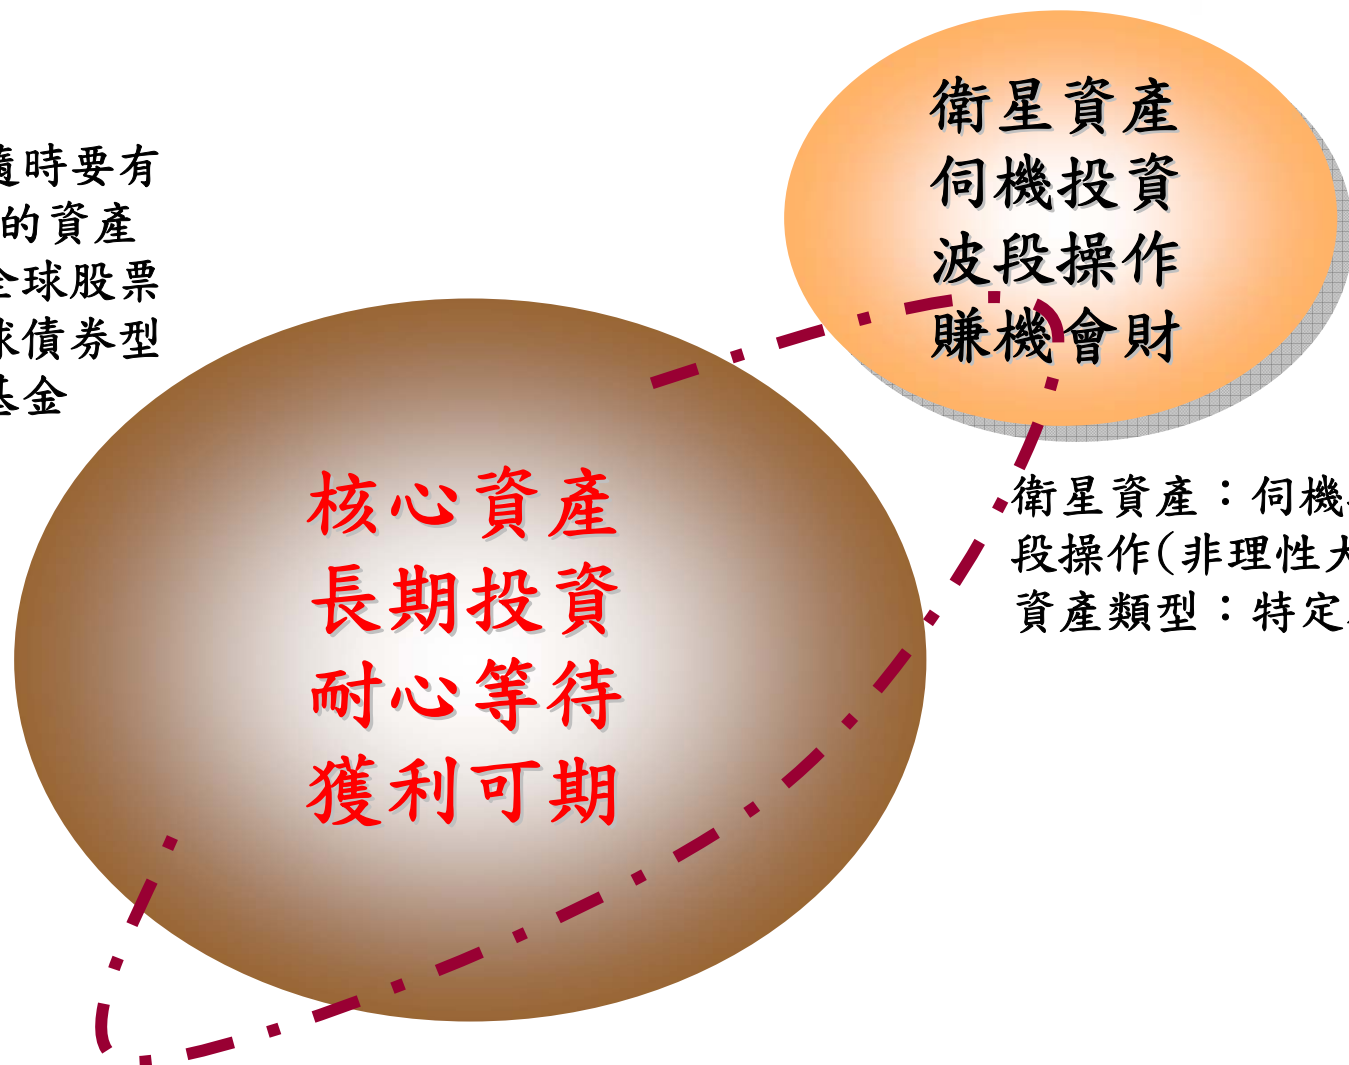 衛星資產
伺機投資
波段操作
賺機會財
隨時要有
的資產
全球股票
球債券型
基金
核心資產
長期投資
耐心等待
獲利可期
衛星資產：伺機
段操作(非理性大
資產類型：特定